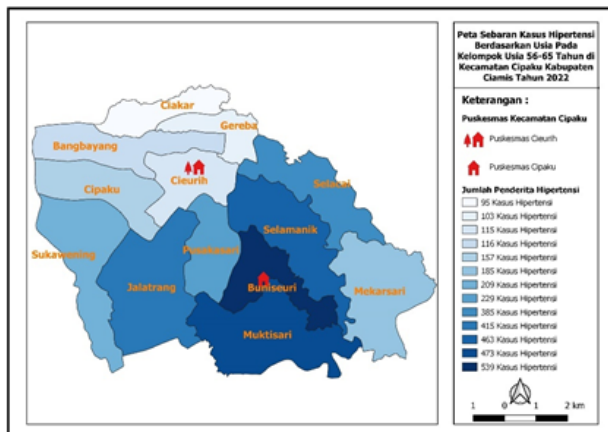 Peta Sebaran Kasus Hipertensi
Berdasarkan Usia Pada
Kelompok Usia 56-65 Tahun di
Kecamatan Cipaku Kabupaten
Ciamis Tahun 2022
Keterangan :
Puskesmas Kecamatan Cipaku
Puskesmas Cieurih
Puskesmas Cipaku
Jumlah Penderita Hipertensi
95 Kasus Hipertensi
103 Kasus Hipertensi
115 Kasus Hipertensi
116 Kasus Hipertensi
157 Kasus Hipertensi
185 Kasus Hipertensi
209 Kasus Hipertensi
229 Kasus Hipertensi
385 Kasus Hipertensi
415 Kasus Hipertensi
463 Kasus Hipertensi
473 Kasus Hipertensi
539 Kasus Hipertensi
1 0 1 2 km
Ciakar
Gereba
Bangbayang
Cieurih
Cipaku
Selacai
Selamanik
Sukawening
Jalatrang
Buniseuri
Mekarsari
Muktisari